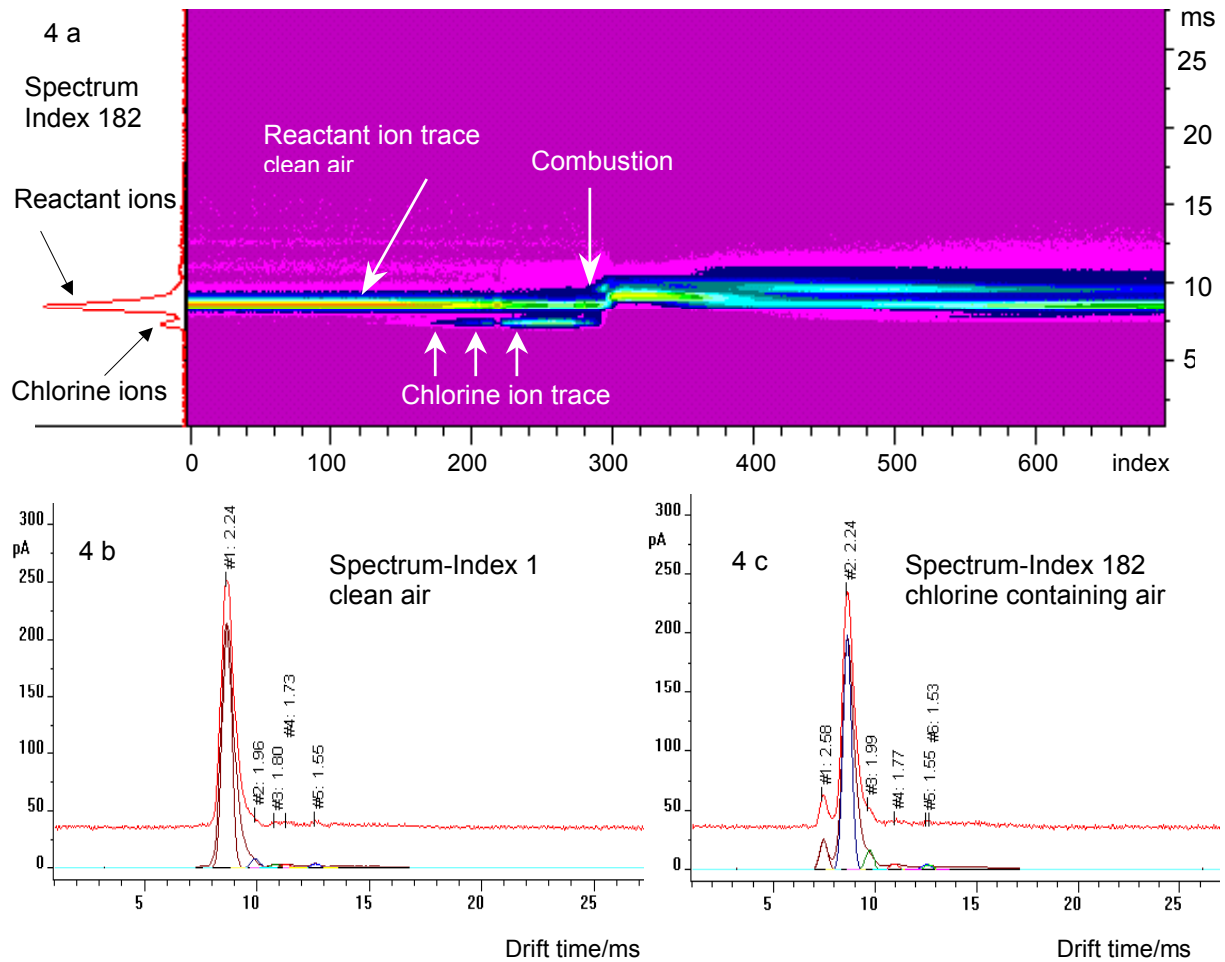 4 a
ms
Spectrum
Index 182
25
20
15
10
5
Reactant ion trace
clean air
Combustion
Reactant ions
Chlorine ions
Chlorine ion trace
0 100 200 300 400 500 600 index
4 b
Spectrum-Index 1
clean air
300
pA
250
200
150
100
50
0
#1: 2.24
#2: 1.96
#3: 1.80
#4: 1.73
#5: 1.55
5 10 15 20 25
Drift time/ms
4 c
Spectrum-Index 182
chlorine containing air
300
pA
250
200
150
100
50
0
#1: 2.58
#2: 2.24
#3: 1.99
#4: 1.77
#5: 1.55
#6: 1.53
5 10 15 20 25
Drift time/ms